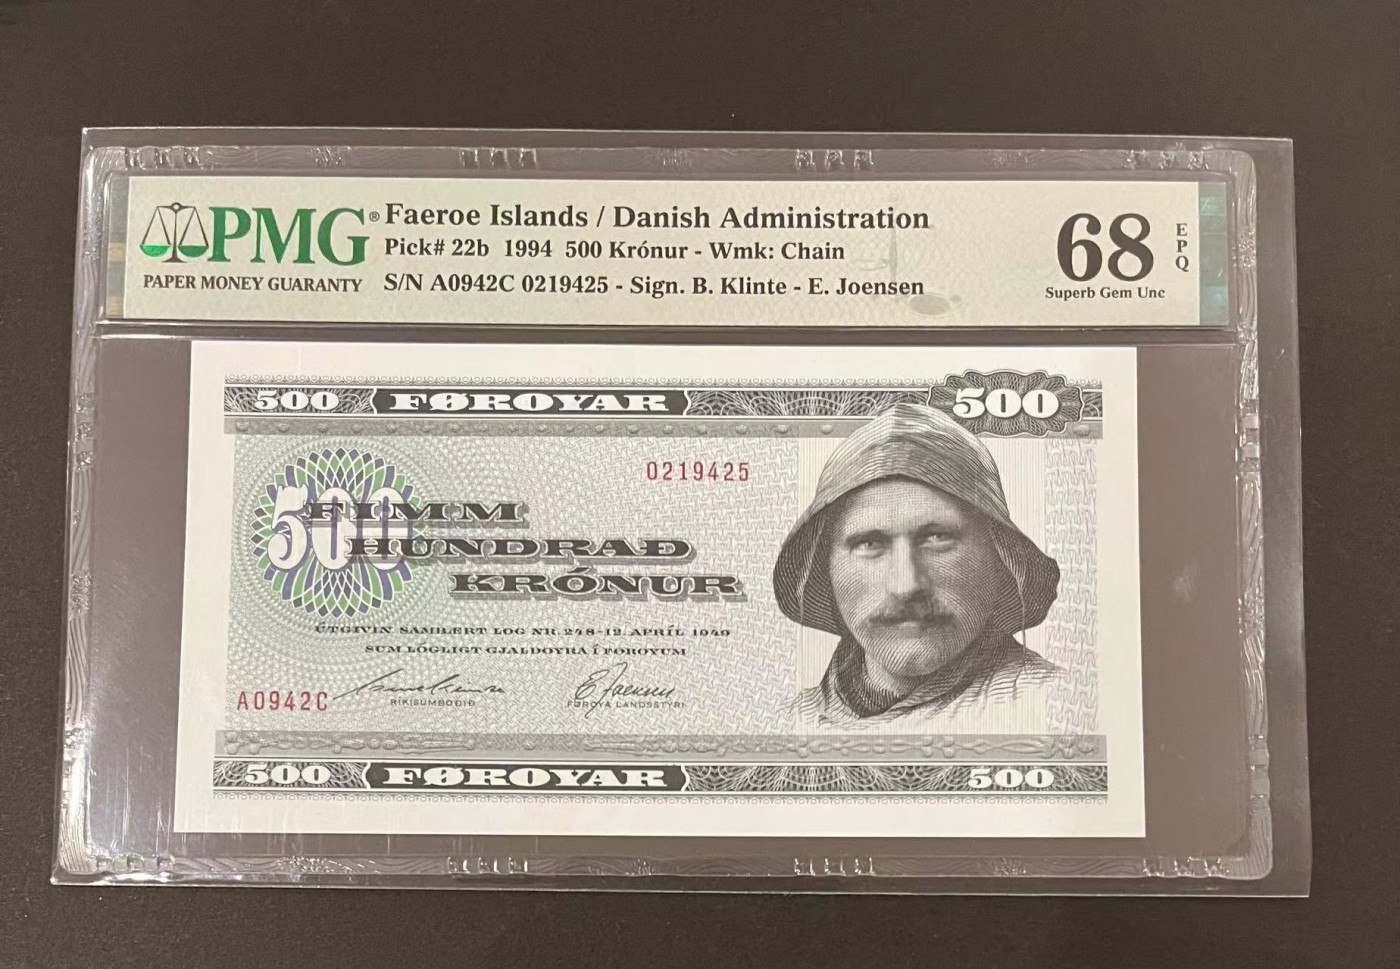 PMG®
PAPER MONEY GUARANTY
Faeroe Islands / Danish Administration
Pick# 22b 1994 500 Krónur - Wmk: Chain
S/N A0942C 0219425 - Sign. B. Klinte - E. Joensen
68
EPQ
Superb Gem Unc
500 FØROYAR 500
0219425
500
FIMM
HUNDRAÐ
KRÓNUR
ÚTGIVIN SAMBÆRT LOG NR. 248-12. APRÍL 1949
SUM LÓGLIGT GJALDOYRA Í FØROYUM
A0942C
RÍKISUMBOÐIÐ
FØROYA LANDSSTÝRI
500 FØROYAR 500